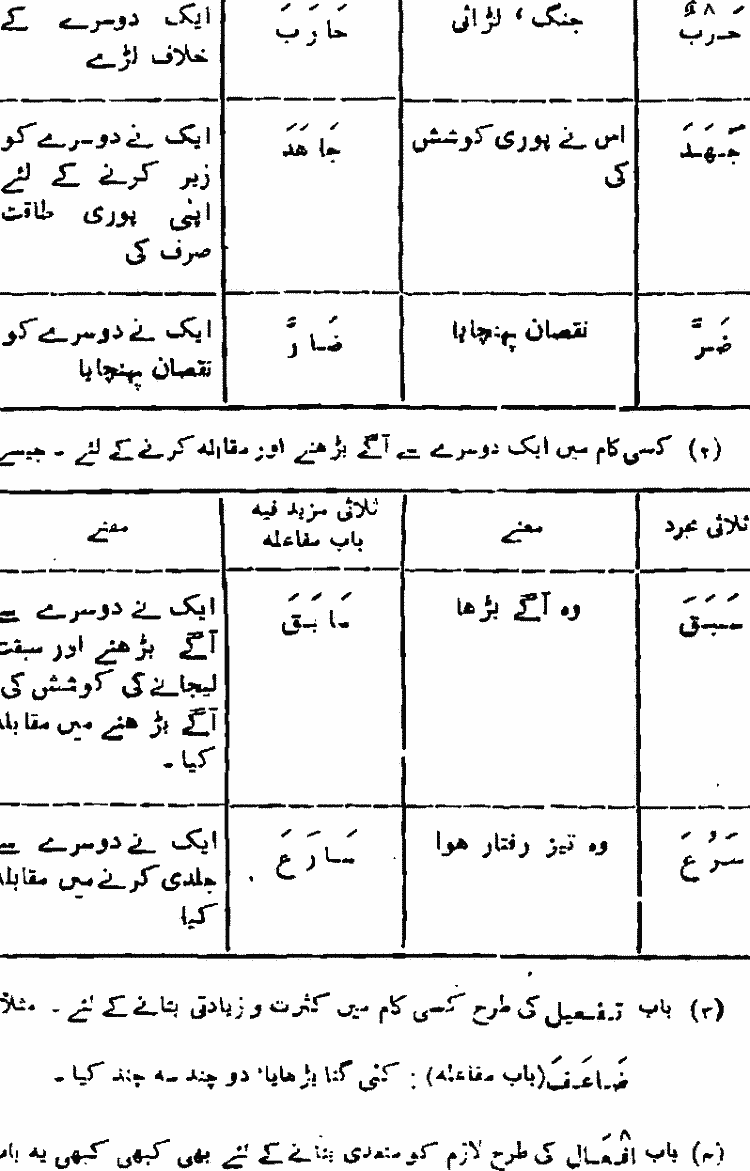 حَرْبٌ جنگ ، لڑائی حَارَبَ ایک دوسرے کے
خلاف لڑے
جَهَدَ اس نے پوری کوشش جَاهَدَ ایک نے دوسرے کو
کی زیر کرنے کے لئے
اپنی پوری طاقت
صرف کی
ضَرَّ نقصان پہنچایا ضَارَّ ایک نے دوسرے کو
نقصان پہنچایا
(۲) کسی کام میں ایک دوسرے سے آگے بڑھنے اور مقابلہ کرنے کے لئے ۔ جیسے
ثلاثی مجرد معنے ثلاثی مزید فیہ معنے
باب مفاعلہ
سَبَقَ وہ آگے بڑھا سَابَقَ ایک نے دوسرے سے
آگے بڑھنے اور سبقت
لیجانے کی کوشش کی
آگے بڑھنے میں مقابلہ
کیا ۔
سَرُعَ وہ تیز رفتار ہوا سَارَعَ ایک نے دوسرے سے
جلدی کرنے میں مقابلہ
کیا
(۳) باب تفعیل کی طرح کسی کام میں کثرت و زیادتی بتانے کے لئے ۔ مثلاً
ضَاعَفَ (باب مفاعلہ) : کئی گنا بڑھایا، دو چند سہ چند کیا ۔
(۴) باب اِفْعَال کی طرح لازم کو متعدی بنانے کے لئے بھی کبھی کبھی یہ باب